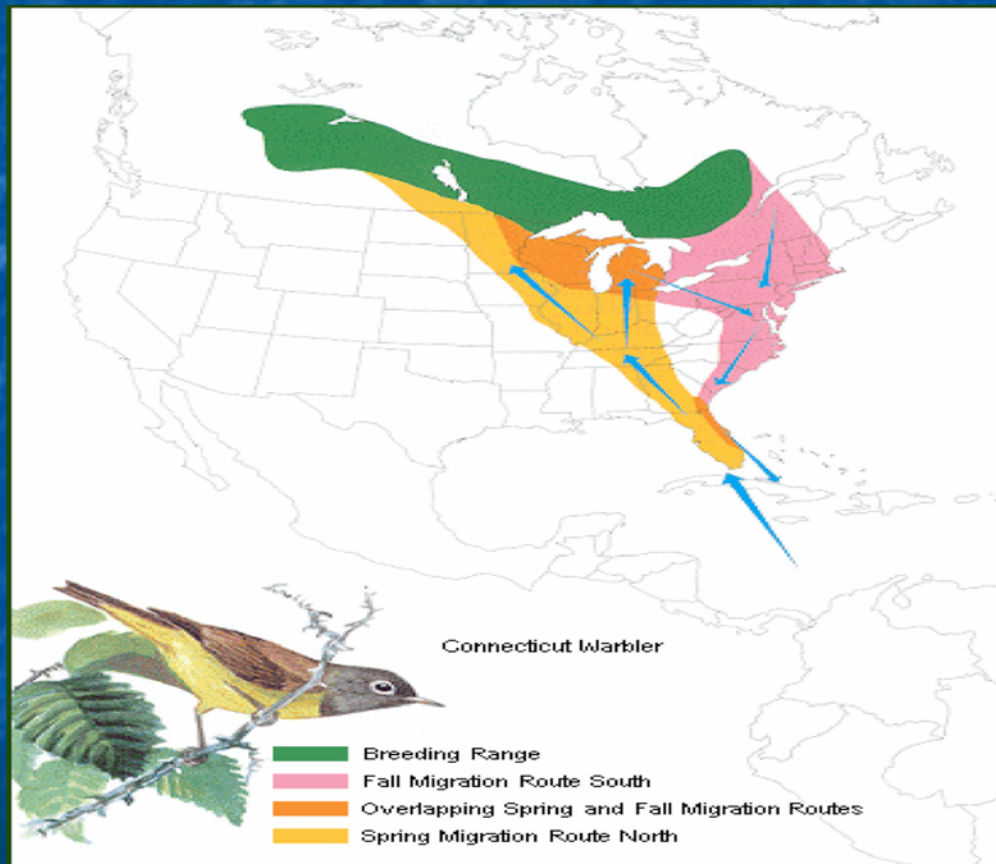 Connecticut Warbler
Breeding Range
Fall Migration Route South
Overlapping Spring and Fall Migration Routes
Spring Migration Route North